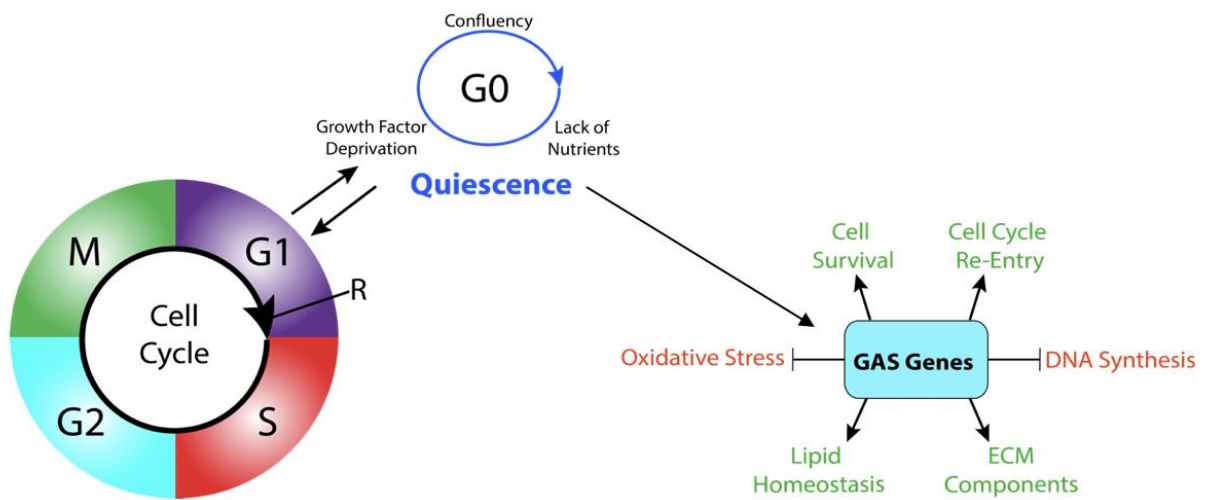 Confluency
G0
Growth Factor
Deprivation
Lack of
Nutrients
Quiescence
M
G1
R
Cell
Cycle
G2
S
Cell
Survival
Cell Cycle
Re-Entry
Oxidative Stress
GAS Genes
DNA Synthesis
Lipid
Homeostasis
ECM
Components